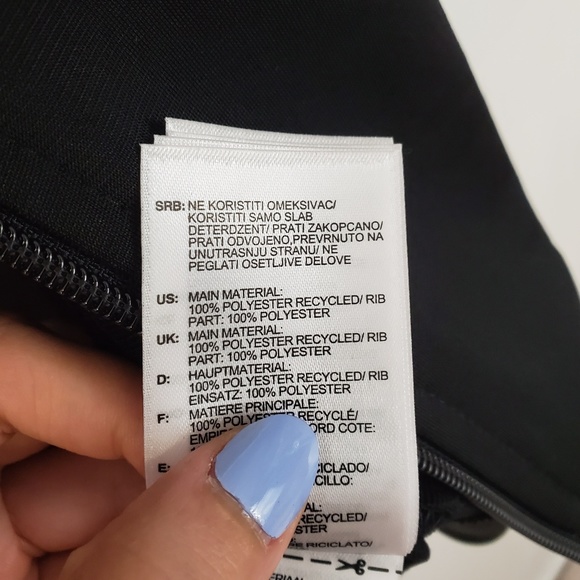 SRB: NE KORISTITI OMEKSIVAC/
KORISTITI SAMO SLAB
DETERDZENT/ PRATI ZAKOPCANO/
PRATI ODVOJENO,PREVRNUTO NA
UNUTRASNJU STRANU/ NE
PEGLATI OSETLJIVE DELOVE
US: MAIN MATERIAL:
100% POLYESTER RECYCLED/ RIB
PART: 100% POLYESTER
UK: MAIN MATERIAL:
100% POLYESTER RECYCLED/ RIB
PART: 100% POLYESTER
D: HAUPTMATERIAL:
100% POLYESTER RECYCLED/ RIB
EINSATZ: 100% POLYESTER
F: MATIERE PRINCIPALE:
100% POLYESTER RECYCLÉ/
CORD COTE:
E:
RECYCLED/